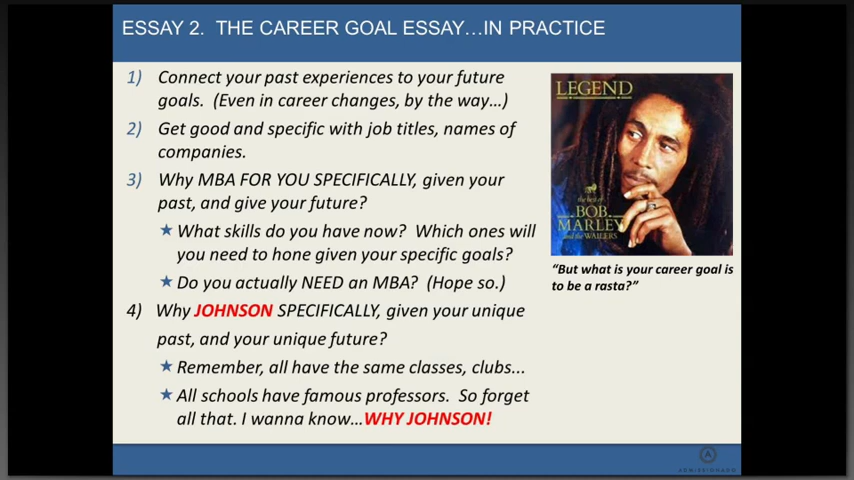 ESSAY 2.  THE CAREER GOAL ESSAY…IN PRACTICE
1) Connect your past experiences to your future
goals.  (Even in career changes, by the way…)
2) Get good and specific with job titles, names of
companies.
3) Why MBA FOR YOU SPECIFICALLY, given your
past, and give your future?
★ What skills do you have now?  Which ones will
you need to hone given your specific goals?
★ Do you actually NEED an MBA?  (Hope so.)
4) Why JOHNSON SPECIFICALLY, given your unique
past, and your unique future?
★ Remember, all have the same classes, clubs...
★ All schools have famous professors.  So forget
all that. I wanna know…WHY JOHNSON!
LEGEND
the best of
BOB
MARLEY
and the WAILERS
“But what is your career goal is
to be a rasta?”
A
ADMISSIONADO